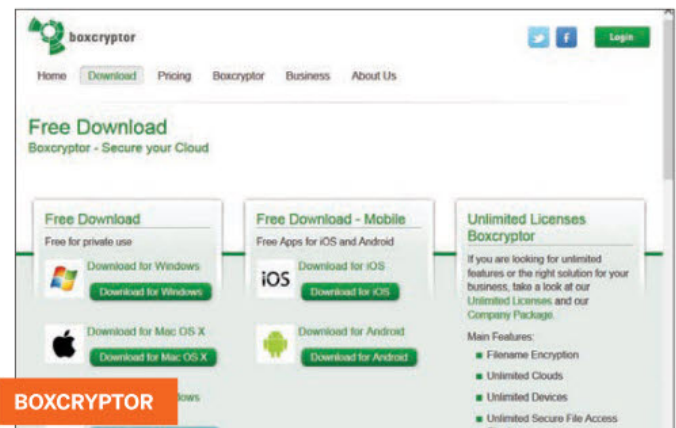 boxcryptor
Login
Home Download Pricing Boxcryptor Business About Us
Free Download
Boxcryptor - Secure your Cloud
Free Download
Free for private use
Download for Windows
Download for Windows
Download for Mac OS X
Download for Mac OS X
Free Download - Mobile
Free Apps for iOS and Android
iOS
Download for iOS
Download for iOS
Download for Android
Download for Android
Unlimited Licenses
Boxcryptor
If you are looking for unlimited
features or the right solution for your
business, take a look at our
Unlimited Licenses and our
Company Package.
Main Features:
Filename Encryption
Unlimited Clouds
Unlimited Devices
Unlimited Secure File Access
BOXCRYPTOR